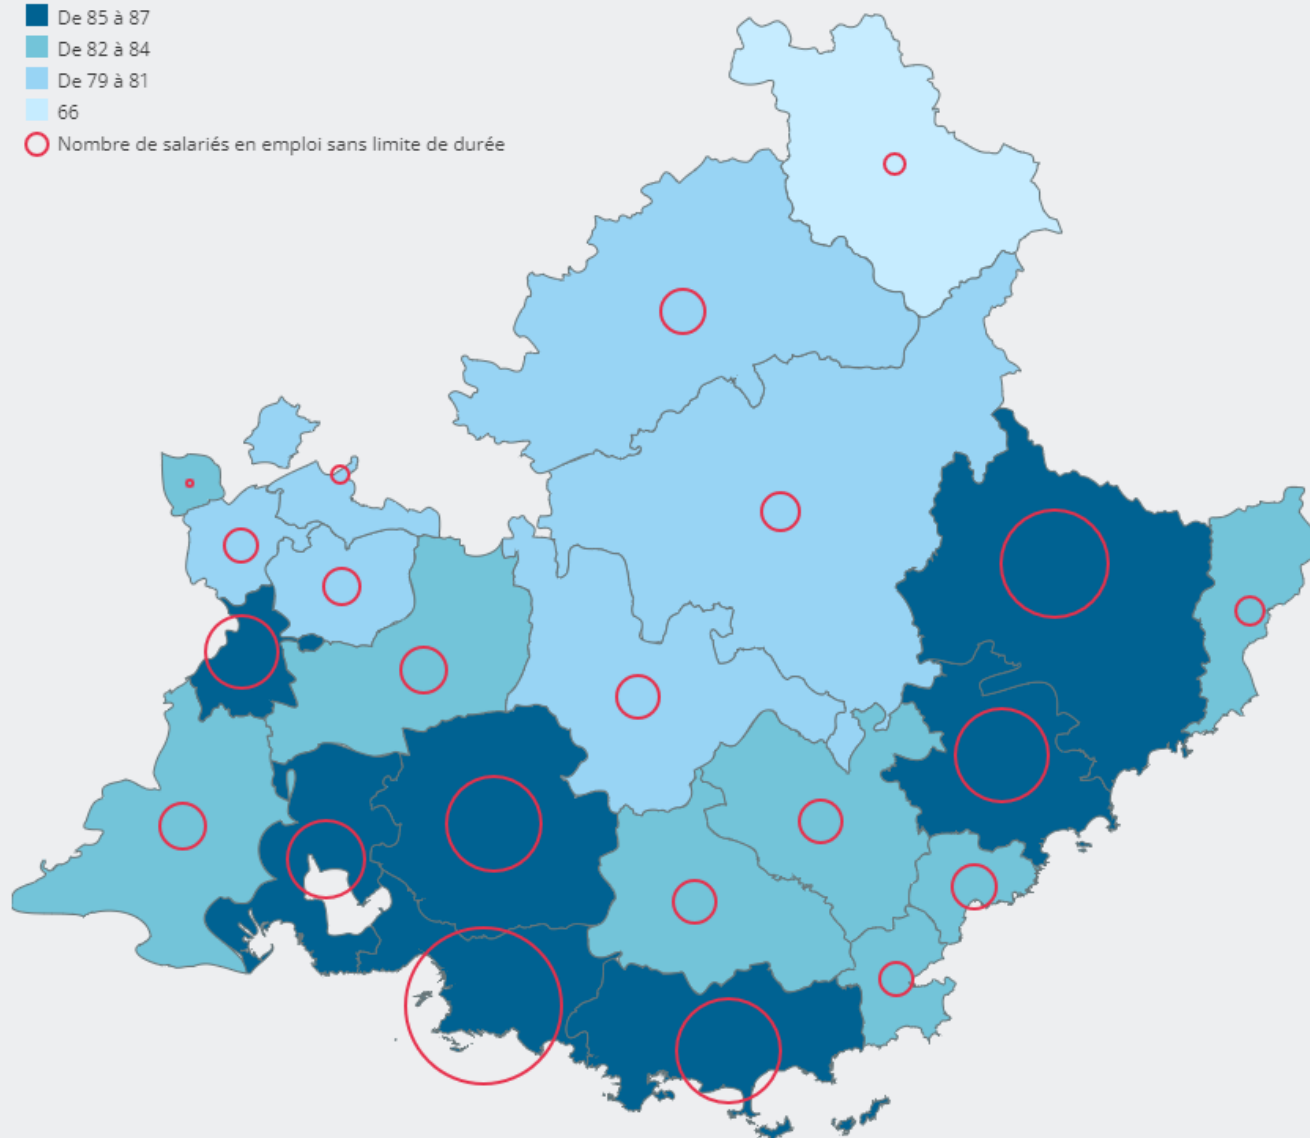 De 85 à 87
De 82 à 84
De 79 à 81
66
Nombre de salariés en emploi sans limite de durée